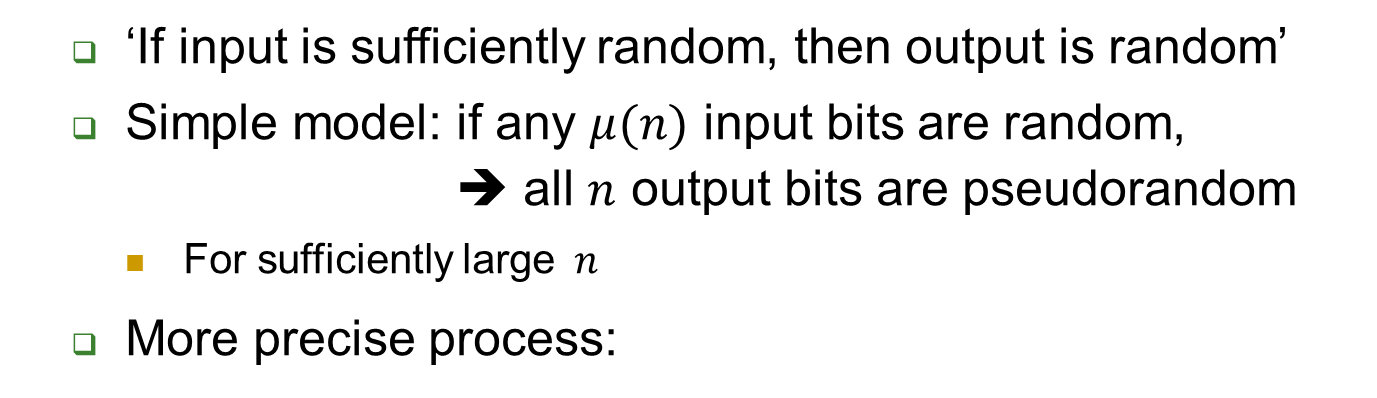 ‘If input is sufficiently random, then output is random’
Simple model: if any 𝜇(𝑛) input bits are random,
➔ all 𝑛 output bits are pseudorandom
For sufficiently large 𝑛
More precise process: